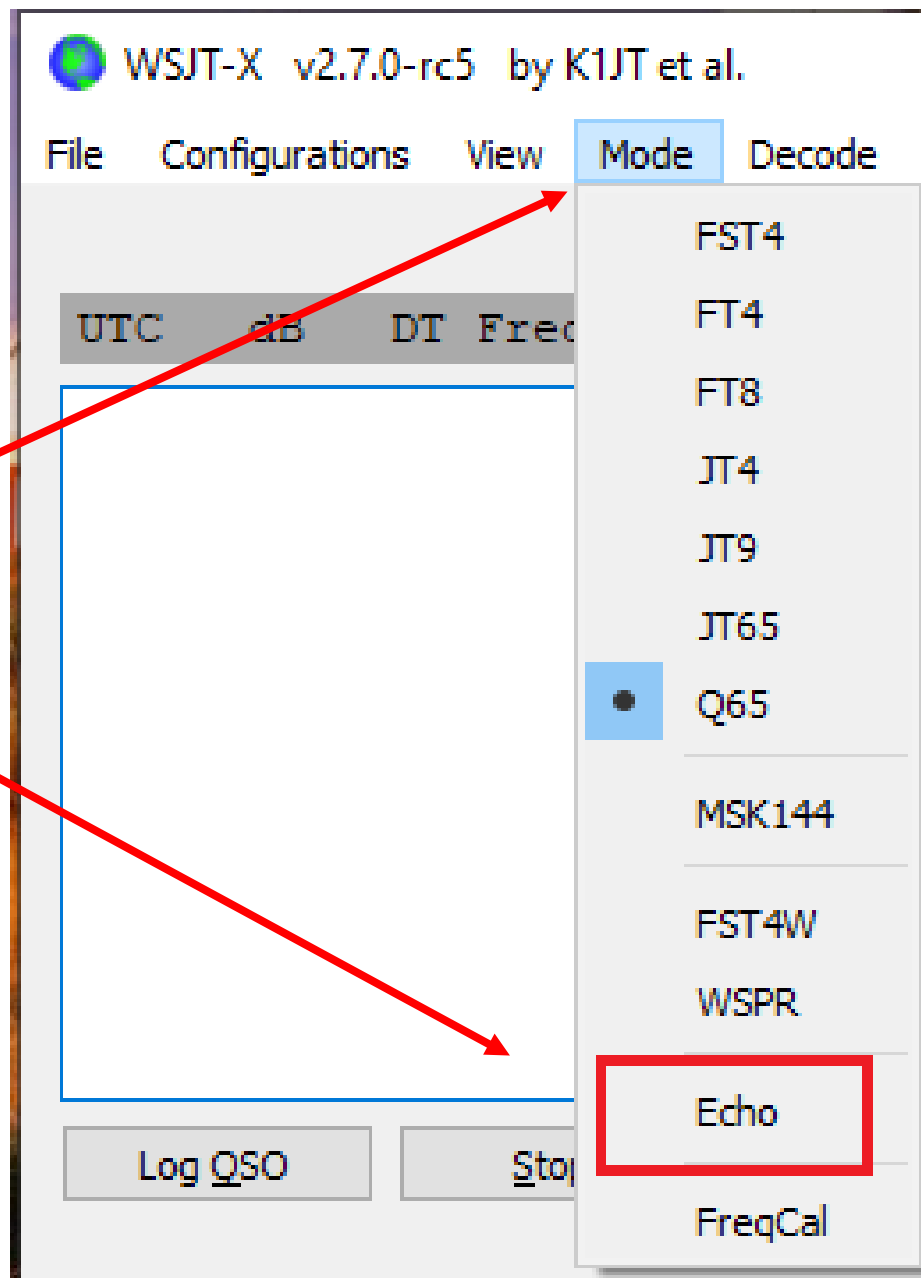 WSJT-X v2.7.0-rc5 by K1JT et al.
File Configurations View Mode Decode
FST4
UTC dB DT
FT4
FT8
JT4
JT9
JT65
Q65
MSK144
FST4W
WSPR
Echo
Log QSO
FreqCal